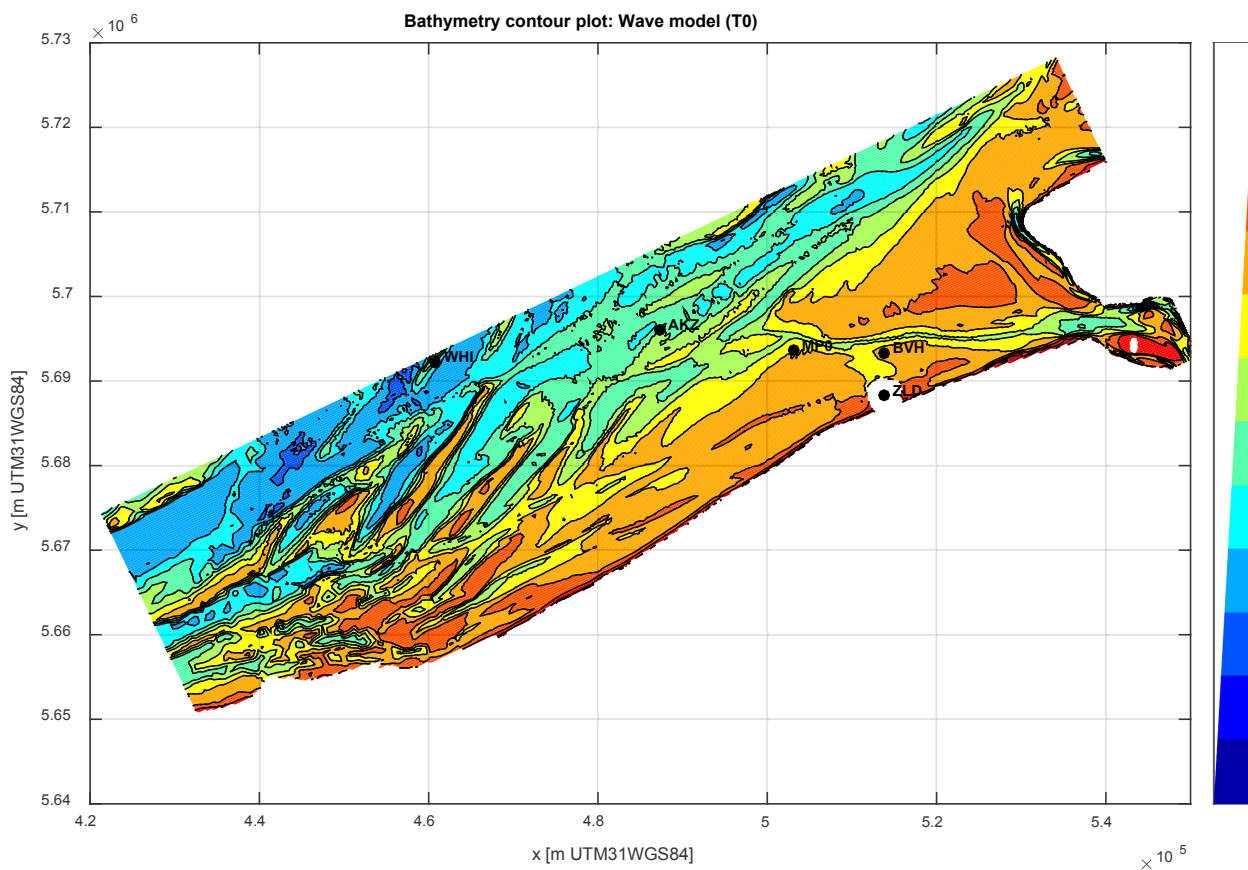 Bathymetry contour plot: Wave model (T0)
× 10 6
5.73
5.72
5.71
5.7
5.69
5.68
5.67
5.66
5.65
5.64
y [m UTM31WGS84]
WHI
AKZ
MP0
BVH
ZLD
4.2 4.4 4.6 4.8 5 5.2 5.4
x [m UTM31WGS84]
× 10 5